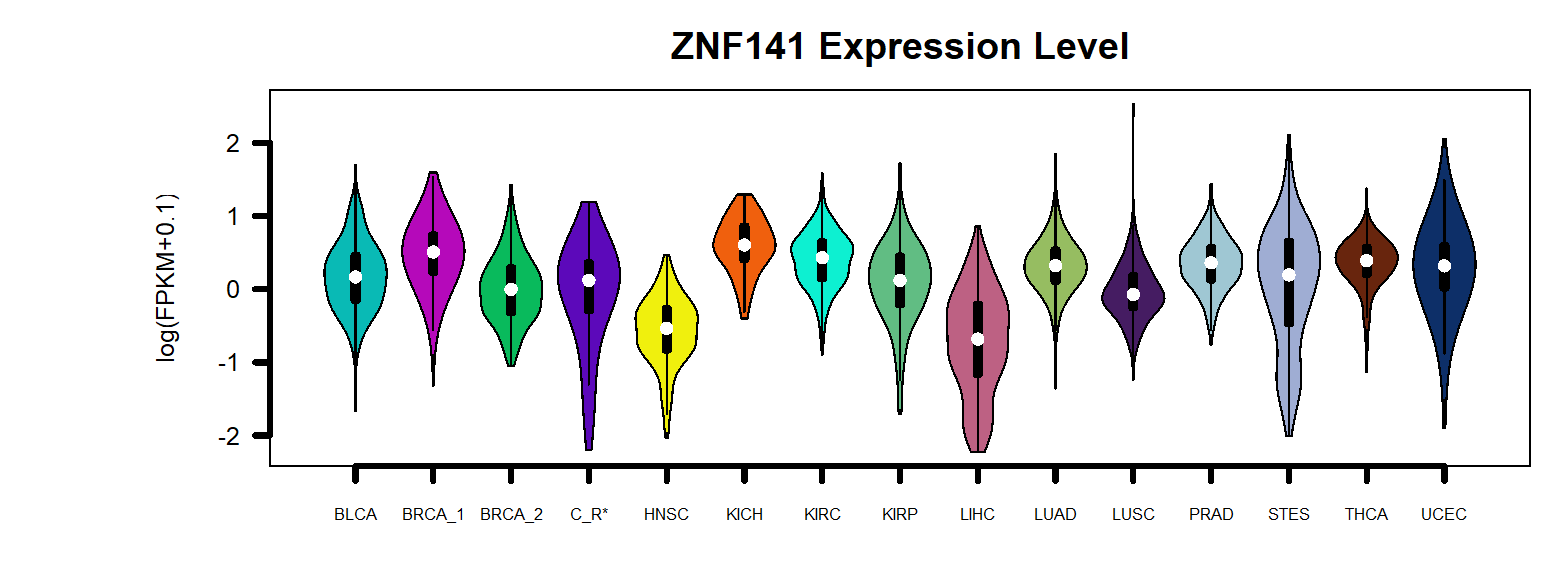 ZNF141 Expression Level
log(FPKM+0.1)
2
1
0
-1
-2
BLCA BRCA_1 BRCA_2 C_R* HNSC KICH KIRC KIRP LIHC LUAD LUSC PRAD STES THCA UCEC